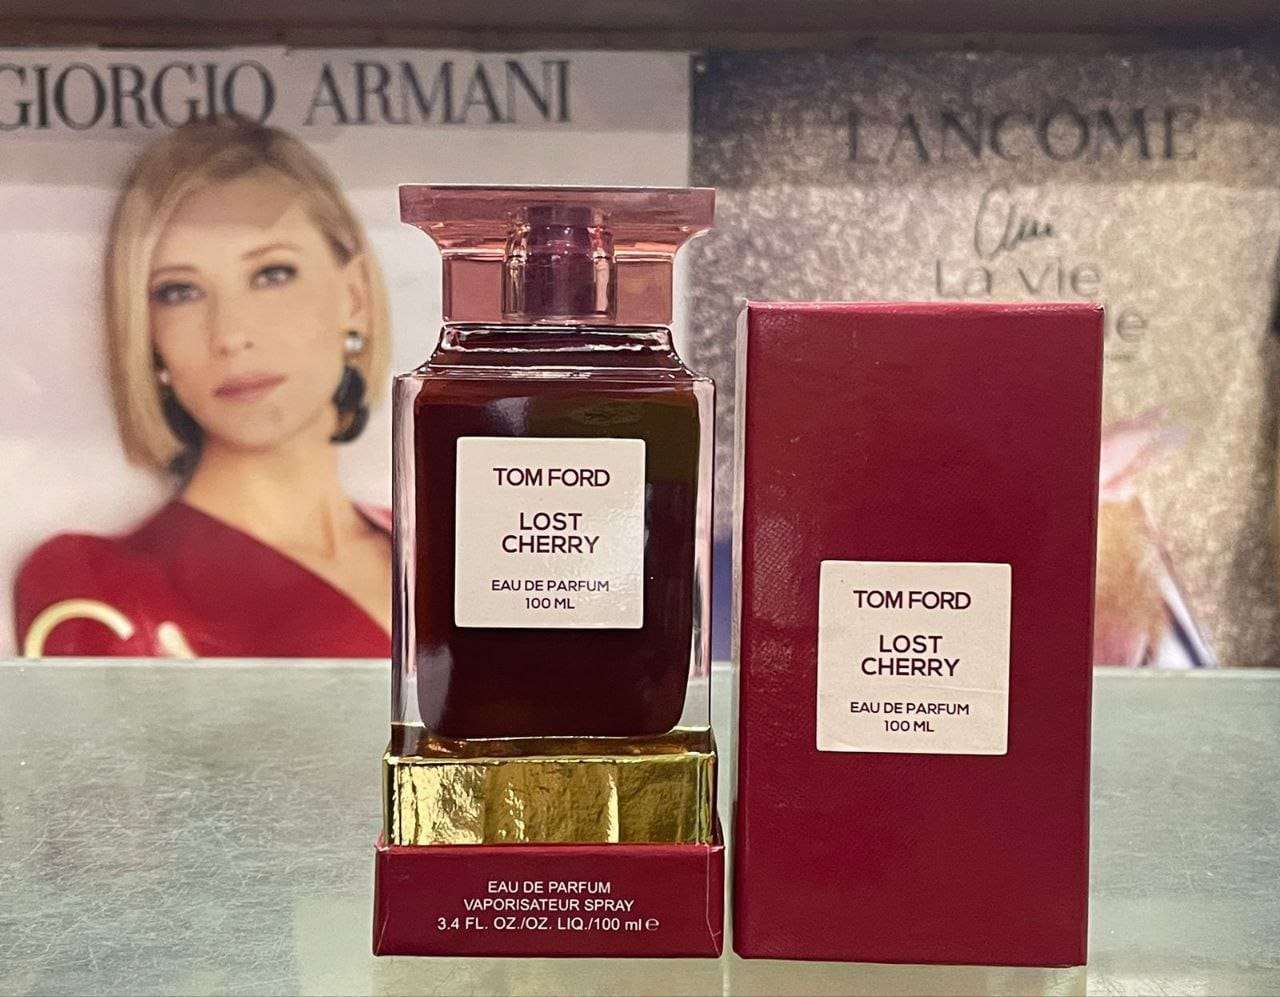 GIORGIO ARMANI
LANCÔME
La vie
TOM FORD
LOST
CHERRY
EAU DE PARFUM
100 ML
EAU DE PARFUM
VAPORISATEUR SPRAY
3.4 FL. OZ./OZ. LIQ./100 ml ℮
TOM FORD
LOST
CHERRY
EAU DE PARFUM
100 ML